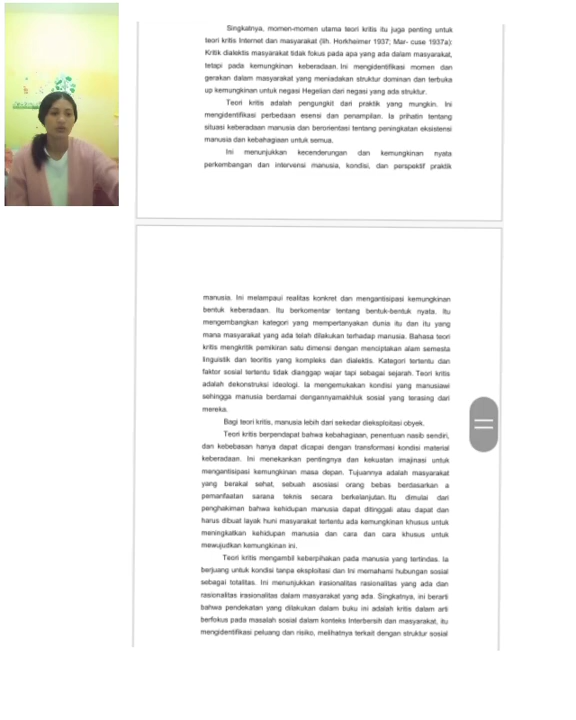 Singkatnya, momen-momen utama teori kritis itu juga penting untuk
teori kritis Internet dan masyarakat (lih. Horkheimer 1937; Mar- cuse 1937a):
Kritik dialektis masyarakat tidak fokus pada apa yang ada dalam masyarakat,
tetapi pada kemungkinan keberadaan. Ini mengidentifikasi momen dan
gerakan dalam masyarakat yang meniadakan struktur dominan dan terbuka
up kemungkinan untuk negasi Hegelian dari negasi yang ada struktur.
Teori kritis adalah pengungkit dari praktik yang mungkin. Ini
mengidentifikasi perbedaan esensi dan penampilan. Ia prihatin tentang
situasi keberadaan manusia dan berorientasi tentang peningkatan eksistensi
manusia dan kebahagiaan untuk semua.
Ini menunjukkan kecenderungan dan kemungkinan nyata
perkembangan dan intervensi manusia, kondisi, dan perspektif praktik
manusia. Ini melampaui realitas konkret dan mengantisipasi kemungkinan
bentuk keberadaan. Itu berkomentar tentang bentuk-bentuk nyata. Itu
mengembangkan kategori yang mempertanyakan dunia itu dan itu yang
mana masyarakat yang ada telah dilakukan terhadap manusia. Bahasa teori
kritis mengkritik pemikiran satu dimensi dengan menciptakan alam semesta
linguistik dan teoritis yang kompleks dan dialektis. Kategori tertentu dan
faktor sosial tertentu tidak dianggap wajar tapi sebagai sejarah. Teori kritis
adalah dekonstruksi ideologi. Ia mengemukakan kondisi yang manusiawi
sehingga manusia berdamai dengannyamakhluk sosial yang terasing dari
mereka.
Bagi teori kritis, manusia lebih dari sekedar dieksploitasi obyek.
Teori kritis berpendapat bahwa kebahagiaan, penentuan nasib sendiri,
dan kebebasan hanya dapat dicapai dengan transformasi kondisi material
keberadaan. Ini menekankan pentingnya dan kekuatan imajinasi untuk
mengantisipasi kemungkinan masa depan. Tujuannya adalah masyarakat
yang berakal sehat, sebuah asosiasi orang bebas berdasarkan a
pemanfaatan sarana teknis secara berkelanjutan. Itu dimulai dari
penghakiman bahwa kehidupan manusia dapat ditinggali atau dapat dan
harus dibuat layak huni masyarakat tertentu ada kemungkinan khusus untuk
meningkatkan kehidupan manusia dan cara dan cara khusus untuk
mewujudkan kemungkinan ini.
Teori kritis mengambil keberpihakan pada manusia yang tertindas. Ia
berjuang untuk kondisi tanpa eksploitasi dan Ini memahami hubungan sosial
sebagai totalitas. Ini menunjukkan irasionalitas rasionalitas yang ada dan
rasionalitas irasionalitas dalam masyarakat yang ada. Singkatnya, ini berarti
bahwa pendekatan yang dilakukan dalam buku ini adalah kritis dalam arti
berfokus pada masalah sosial dalam konteks Interbersih dan masyarakat, itu
mengidentifikasi peluang dan risiko, melihatnya terkait dengan struktur sosial